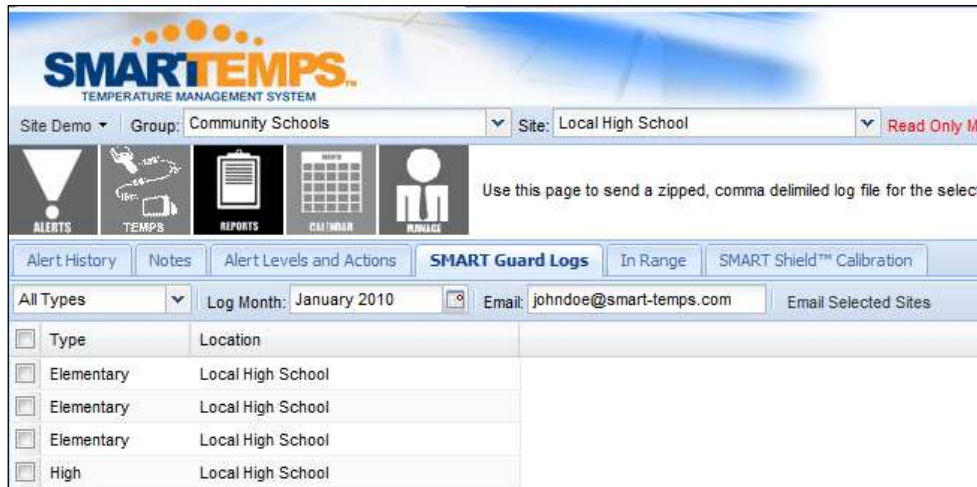 SMARTTEMPS™
TEMPERATURE MANAGEMENT SYSTEM
Site Demo Group: Community Schools Site: Local High School Read Only M
ALERTS TEMPS REPORTS CALENDAR MANAGE
Use this page to send a zipped, comma delimiled log file for the selec
Alert History Notes Alert Levels and Actions SMART Guard Logs In Range SMART Shield™ Calibration
All Types Log Month: January 2010 Email: johndoe@smart-temps.com Email Selected Sites
Type Location
Elementary Local High School
Elementary Local High School
Elementary Local High School
High Local High School